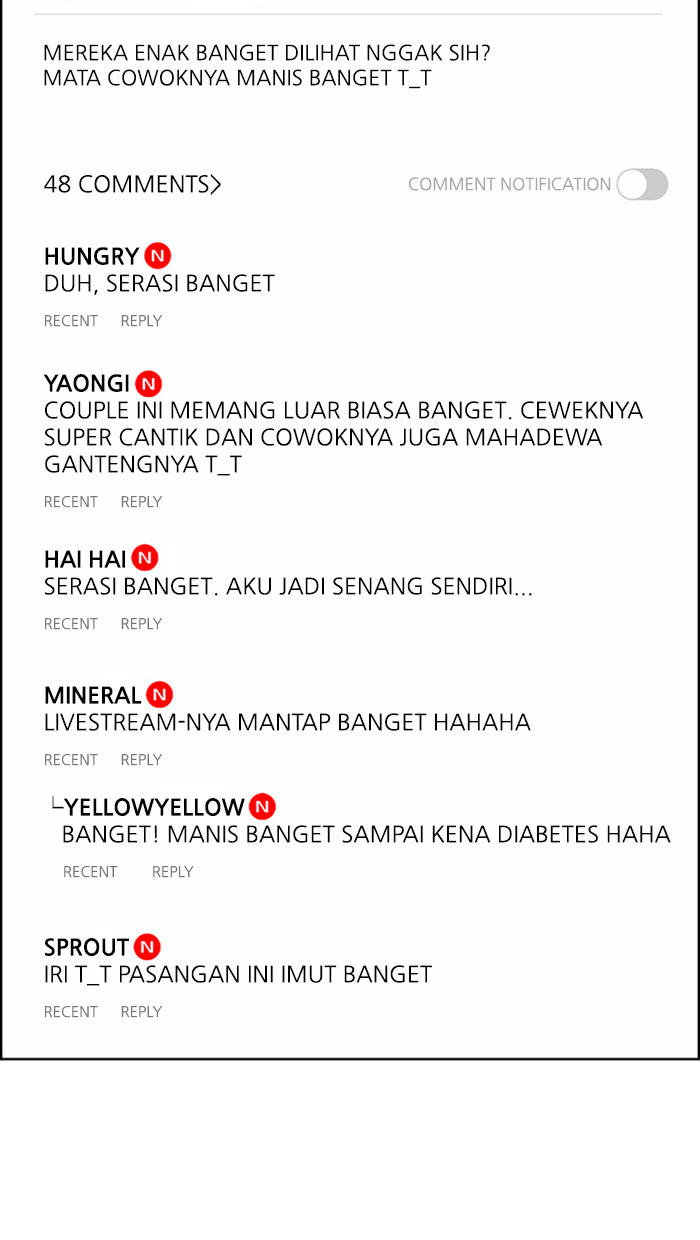 MEREKA ENAK BANGET DILIHAT NGGAK SIH?
MATA COWOKNYA MANIS BANGET T_T
48 COMMENTS>
COMMENT NOTIFICATION
HUNGRY N
DUH, SERASI BANGET
RECENT REPLY
YAONGI N
COUPLE INI MEMANG LUAR BIASA BANGET. CEWEKNYA
SUPER CANTIK DAN COWOKNYA JUGA MAHADEWA
GANTENGNYA T_T
RECENT REPLY
HAI HAI N
SERASI BANGET. AKU JADI SENANG SENDIRI...
RECENT REPLY
MINERAL N
LIVESTREAM-NYA MANTAP BANGET HAHAHA
RECENT REPLY
└YELLOWYELLOW N
BANGET! MANIS BANGET SAMPAI KENA DIABETES HAHA
RECENT REPLY
SPROUT N
IRI T_T PASANGAN INI IMUT BANGET
RECENT REPLY